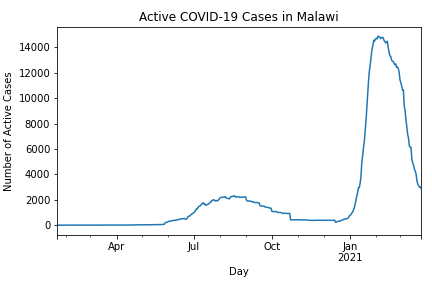 Active COVID-19 Cases in Malawi
Number of Active Cases
14000
12000
10000
8000
6000
4000
2000
0
Apr
Jul
Oct
Jan
2021
Day